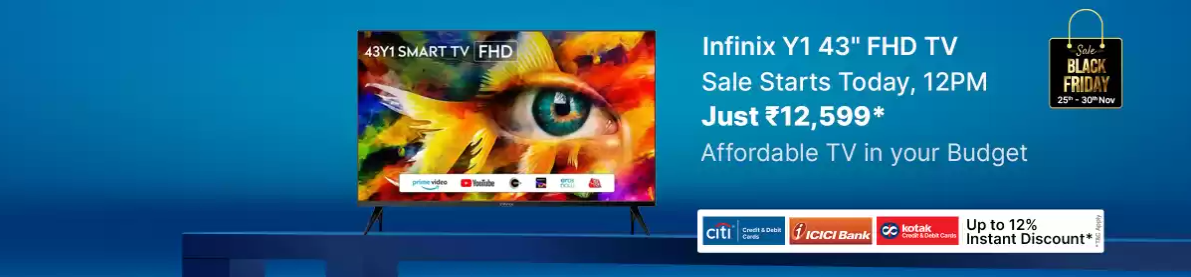 43Y1 SMART TV FHD
prime video
YouTube
Infinix Y1 43" FHD TV
Sale Starts Today, 12PM
Just ₹12,599*
Affordable TV in your Budget
Sale
BLACK
FRIDAY
25th - 30th Nov
citi Credit & Debit
Cards
ICICI Bank
kotak
Credit & Debit Cards
Up to 12%
Instant Discount*
*T&C Apply